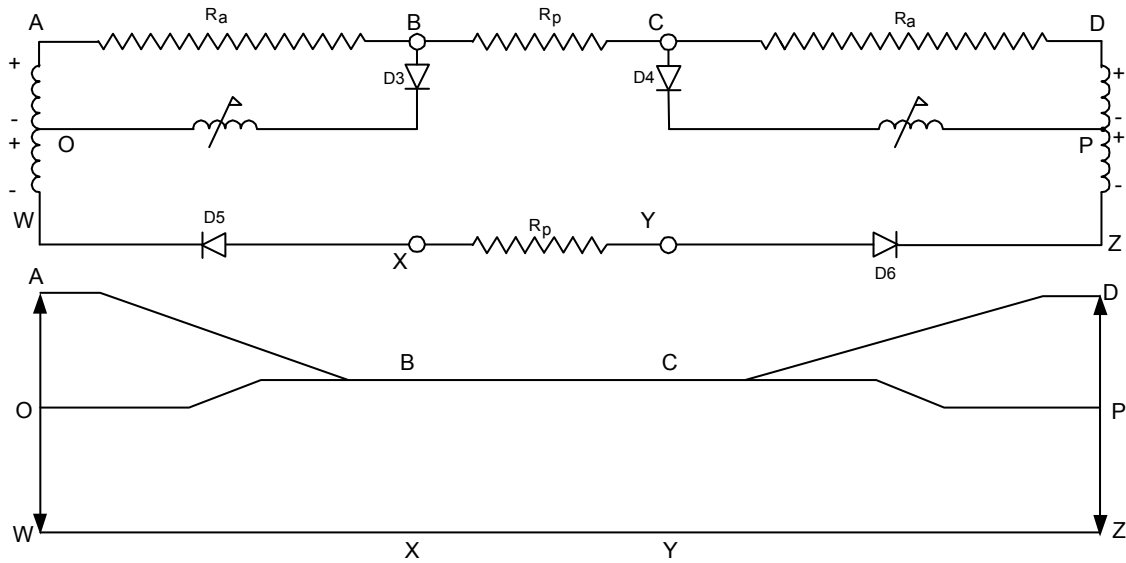 A Ra B Rp C Ra D
+ D3 D4 +
- O P -
+ +
- -
W D5 X Rp Y D6 Z
A D
B C
O P
W X Y Z